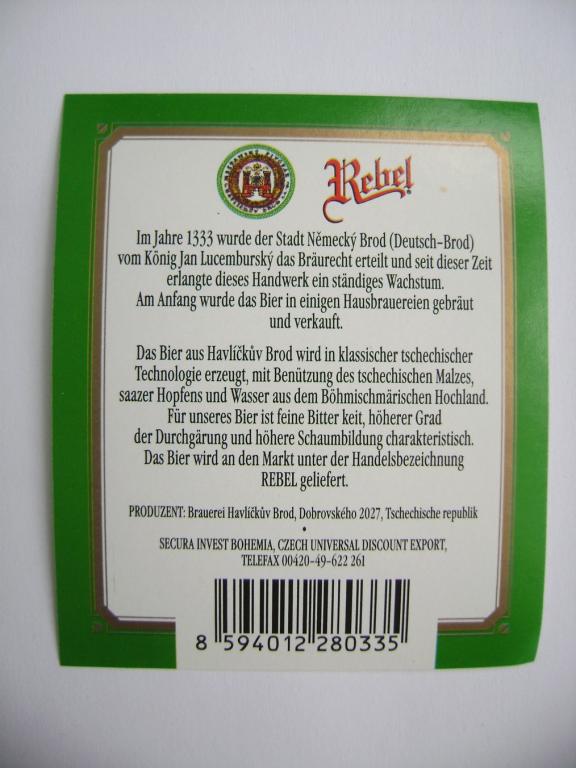 Rebel
Im Jahre 1333 wurde der Stadt Německý Brod (Deutsch-Brod)
vom König Jan Lucemburský das Bräurecht erteilt und seit dieser Zeit
erlangte dieses Handwerk ein ständiges Wachstum.
Am Anfang wurde das Bier in einigen Hausbrauereien gebräut
und verkauft.
Das Bier aus Havlíčkův Brod wird in klassischer tschechischer
Technologie erzeugt, mit Benützung des tschechischen Malzes,
saazer Hopfens und Wasser aus dem Böhmischmärischen Hochland.
Für unseres Bier ist feine Bitter keit, höherer Grad
der Durchgärung und höhere Schaumbildung charakteristisch.
Das Bier wird an den Markt unter der Handelsbezeichnung
REBEL geliefert.
PRODUZENT: Brauerei Havlíčkův Brod, Dobrovského 2027, Tschechische republik
•
SECURA INVEST BOHEMIA, CZECH UNIVERSAL DISCOUNT EXPORT,
TELEFAX 00420-49-622 261
8 594012 280335